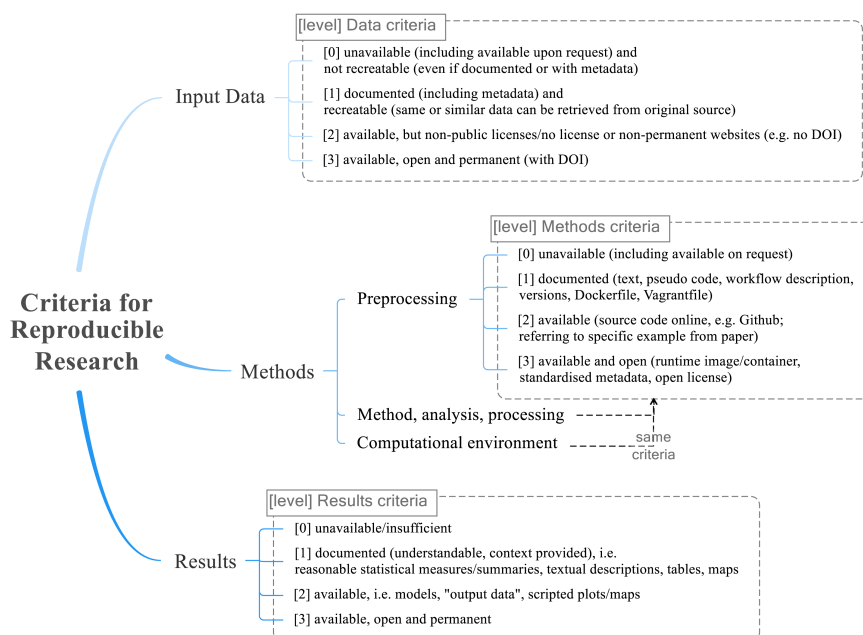 [level] Data criteria
[0] unavailable (including available upon request) and
not recreatable (even if documented or with metadata)
Input Data
[1] documented (including metadata) and
recreatable (same or similar data can be retrieved from original source)
[2] available, but non-public licenses/no license or non-permanent websites (e.g. no DOI)
[3] available, open and permanent (with DOI)
[level] Methods criteria
[0] unavailable (including available on request)
Criteria for
Reproducible
Research
Preprocessing
[1] documented (text, pseudo code, workflow description,
versions, Dockerfile, Vagrantfile)
[2] available (source code online, e.g. Github;
referring to specific example from paper)
Methods
[3] available and open (runtime image/container,
standardised metadata, open license)
Method, analysis, processing
Computational environment
same
criteria
[level] Results criteria
[0] unavailable/insufficient
Results
[1] documented (understandable, context provided), i.e.
reasonable statistical measures/summaries, textual descriptions, tables, maps
[2] available, i.e. models, "output data", scripted plots/maps
[3] available, open and permanent